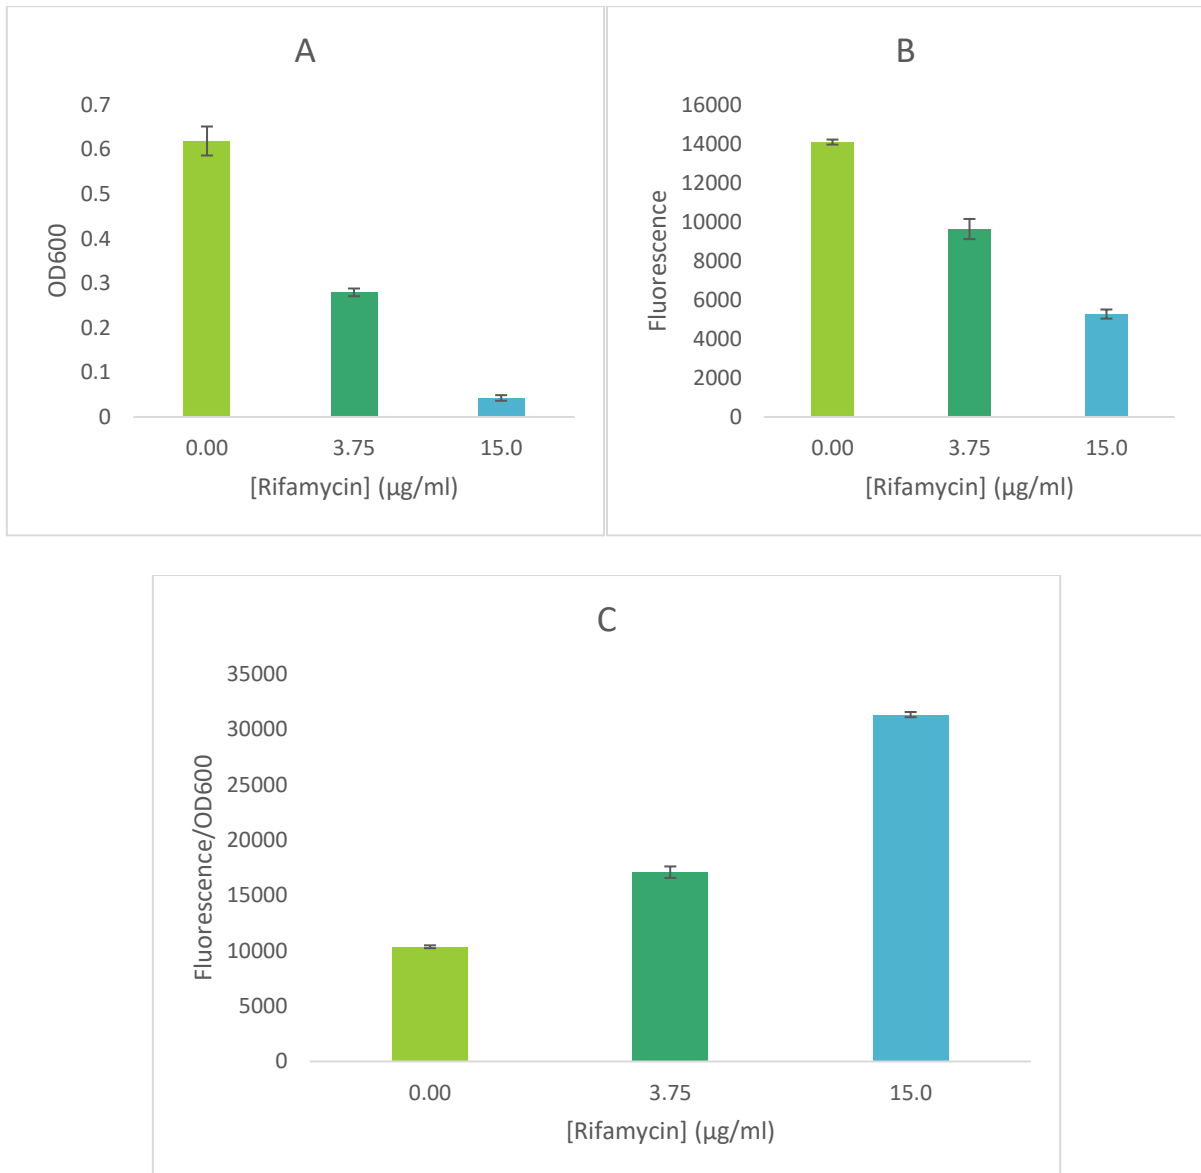 A
OD600
0.7
0.6
0.5
0.4
0.3
0.2
0.1
0
0.00 3.75 15.0
[Rifamycin] (µg/ml)
B
Fluorescence
16000
14000
12000
10000
8000
6000
4000
2000
0
0.00 3.75 15.0
[Rifamycin] (µg/ml)
C
Fluorescence/OD600
35000
30000
25000
20000
15000
10000
5000
0
0.00 3.75 15.0
[Rifamycin] (µg/ml)